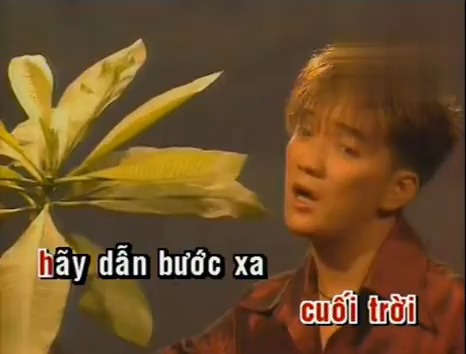 hãy dẫn bước xa
cuối trời